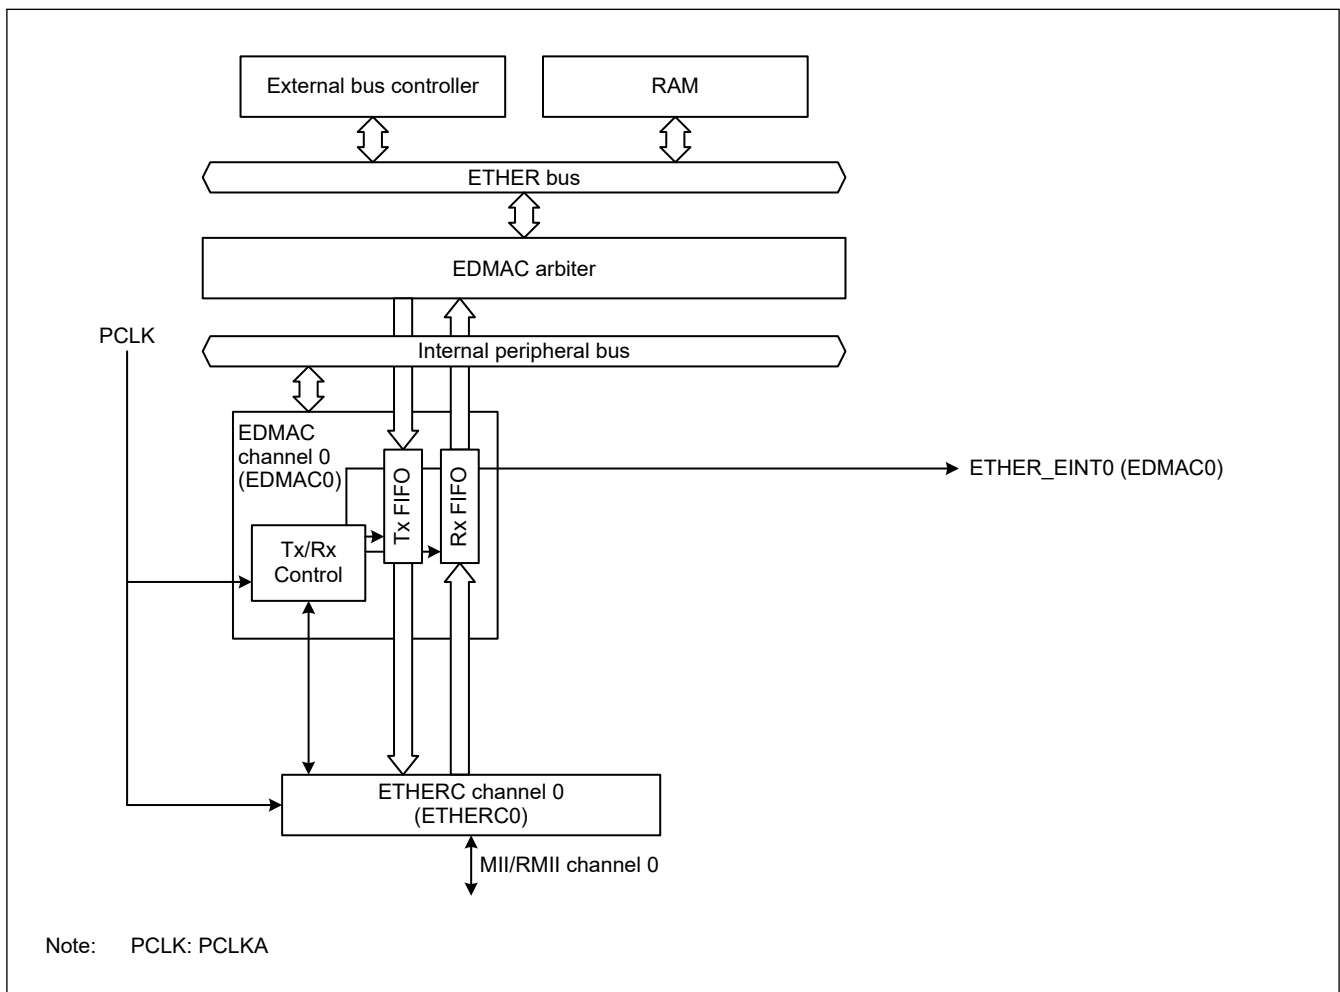 External bus controller
RAM
ETHER bus
EDMAC arbiter
PCLK
Internal peripheral bus
EDMAC
channel 0
(EDMAC0)
Tx FIFO
Rx FIFO
ETHER_EINT0 (EDMAC0)
Tx/Rx
Control
ETHERC channel 0
(ETHERC0)
MII/RMII channel 0
Note: PCLK: PCLKA